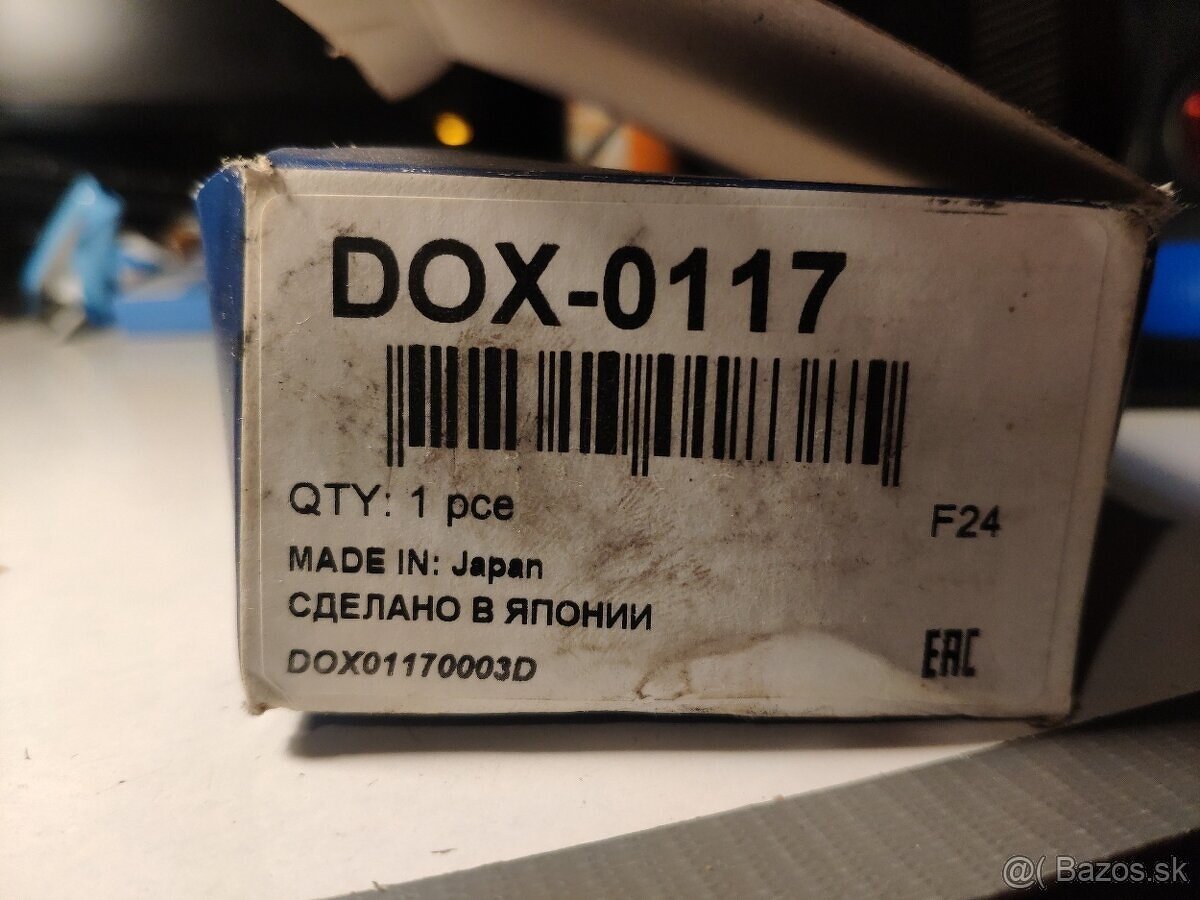 DOX-0117
QTY: 1 pce
F24
MADE IN: Japan
СДЕЛАНО В ЯПОНИИ
DOX01170003D
EAC
@( Bazos.sk